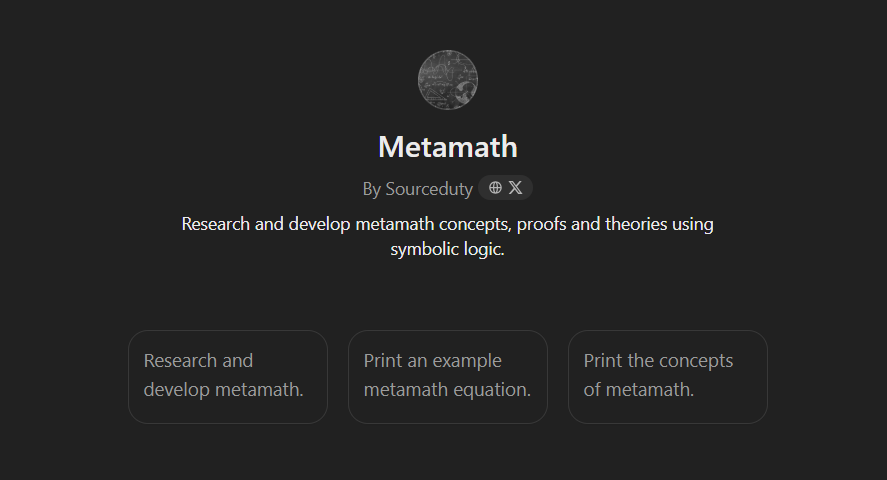 Metamath
By Sourceduty
Research and develop metamath concepts, proofs and theories using
symbolic logic.
Research and
develop metamath.
Print an example
metamath equation.
Print the concepts
of metamath.